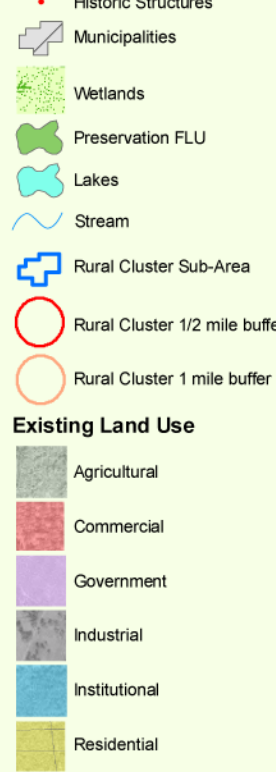 Historic Structures
Municipalities
Wetlands
Preservation FLU
Lakes
Stream
Rural Cluster Sub-Area
Rural Cluster 1/2 mile buffe
Rural Cluster 1 mile buffer
Existing Land Use
Agricultural
Commercial
Government
Industrial
Institutional
Residential